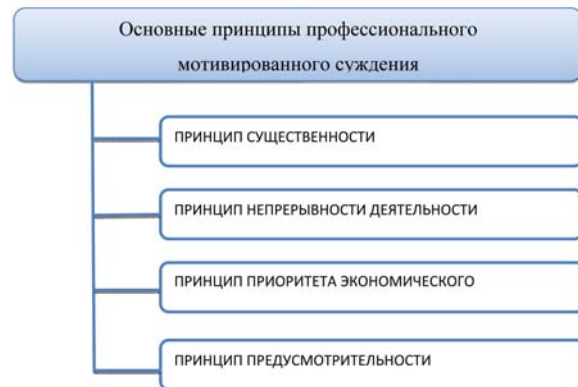 Основные принципы профессионального
мотивированного суждения
ПРИНЦИП СУЩЕСТВЕННОСТИ
ПРИНЦИП НЕПРЕРЫВНОСТИ ДЕЯТЕЛЬНОСТИ
ПРИНЦИП ПРИОРИТЕТА ЭКОНОМИЧЕСКОГО
ПРИНЦИП ПРЕДУСМОТРИТЕЛЬНОСТИ